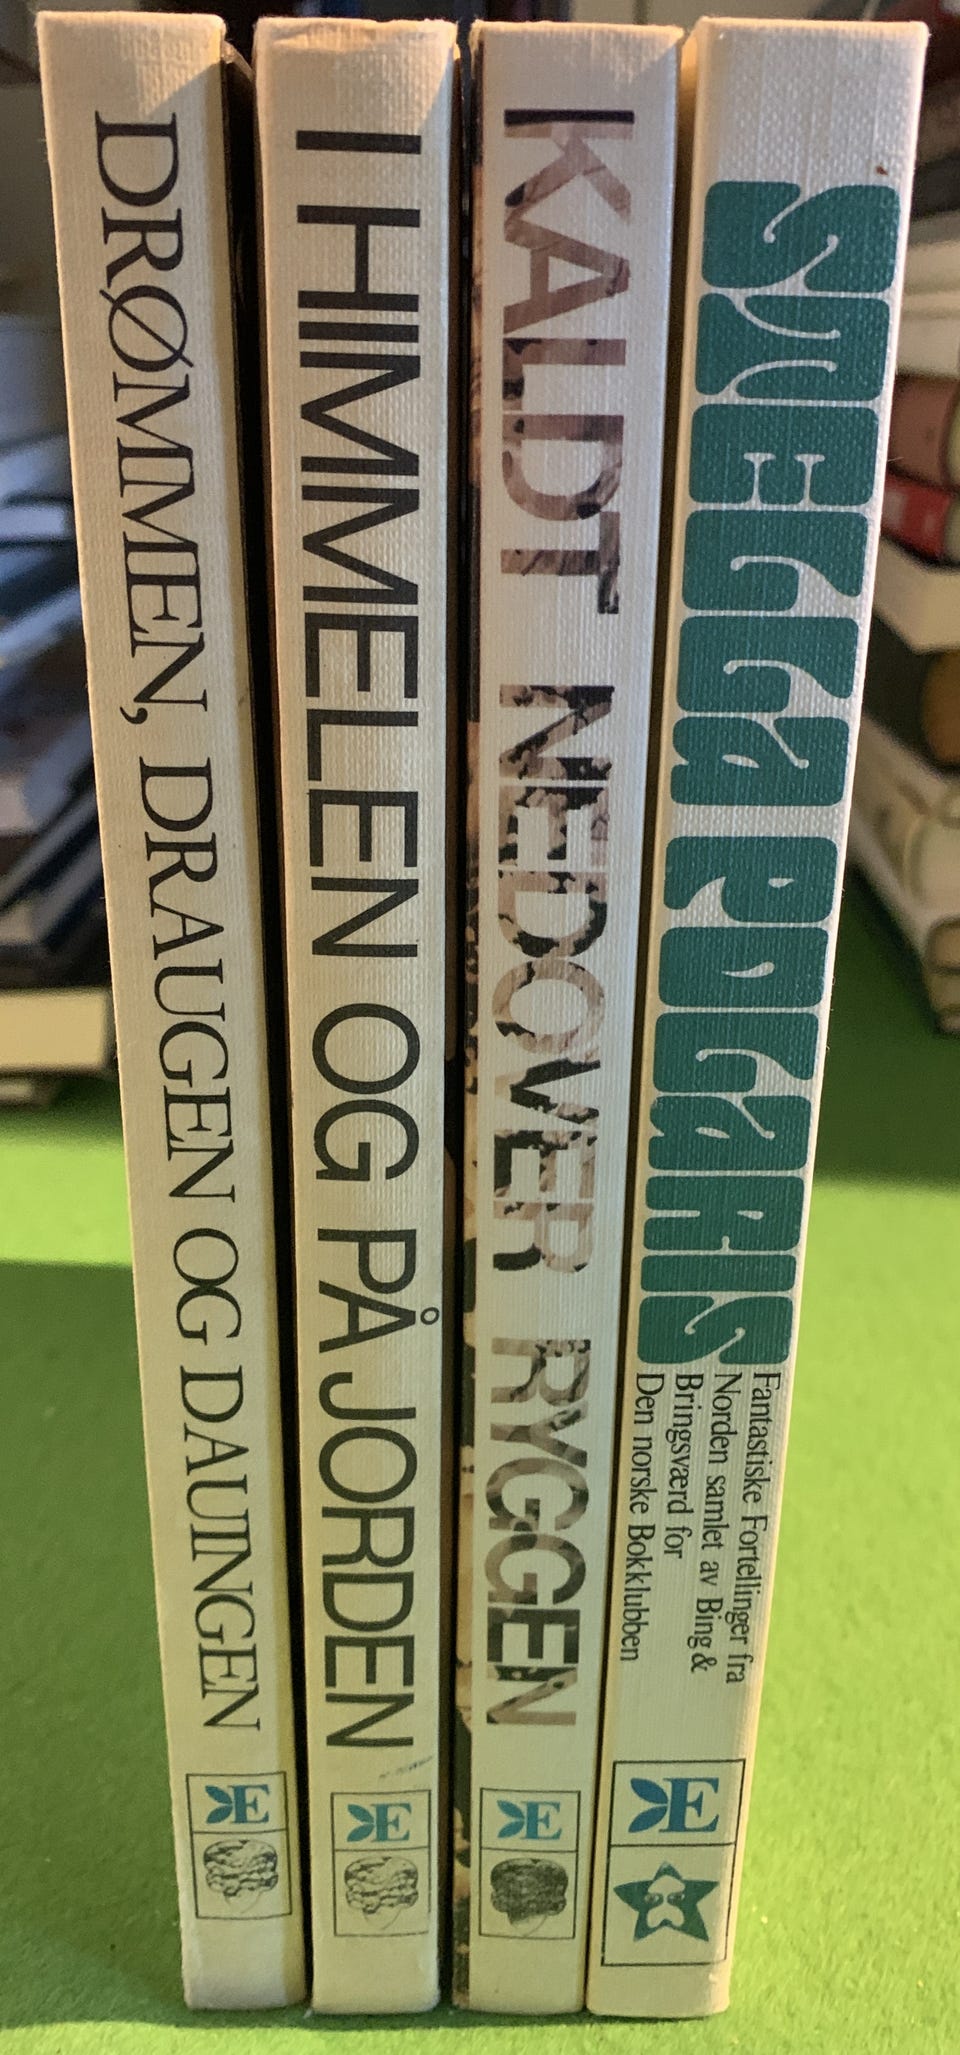 DRØMMEN, DRAUGEN OG DAUINGEN
E
I HIMMELEN OG PÅ JORDEN
E
KALDT NEDOVER RYGGEN
E
STELLA POLARIS
Fantastiske Fortellinger fra
Norden samlet av Bing &
Bringsværd for
Den norske Bokklubben
E